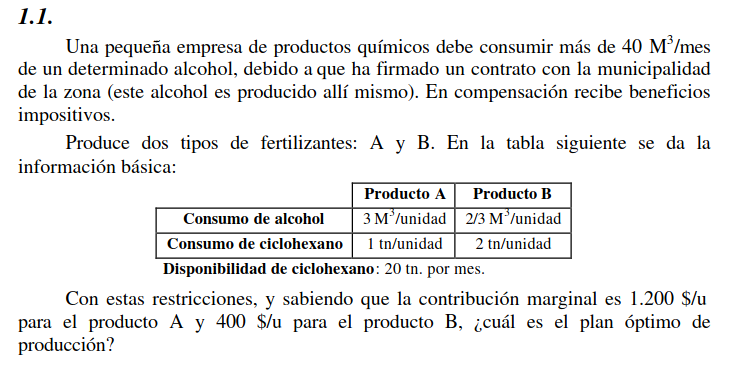 1.1.
Una pequeña empresa de productos químicos debe consumir más de 40 M³/mes
de un determinado alcohol, debido a que ha firmado un contrato con la municipalidad
de la zona (este alcohol es producido allí mismo). En compensación recibe beneficios
impositivos.
Produce dos tipos de fertilizantes: A y B. En la tabla siguiente se da la
información básica:
Producto A Producto B
Consumo de alcohol 3 M³/unidad 2/3 M³/unidad
Consumo de ciclohexano 1 tn/unidad 2 tn/unidad
Disponibilidad de ciclohexano: 20 tn. por mes.
Con estas restricciones, y sabiendo que la contribución marginal es 1.200 $/u
para el producto A y 400 $/u para el producto B, ¿cuál es el plan óptimo de
producción?